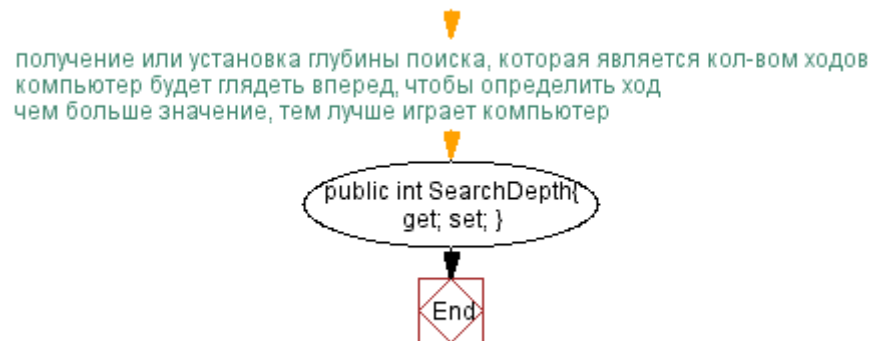 получение или установка глубины поиска, которая является кол-вом ходов
компьютер будет глядеть вперед, чтобы определить ход
чем больше значение, тем лучше играет компьютер
public int SearchDepth{
get; set; }
End